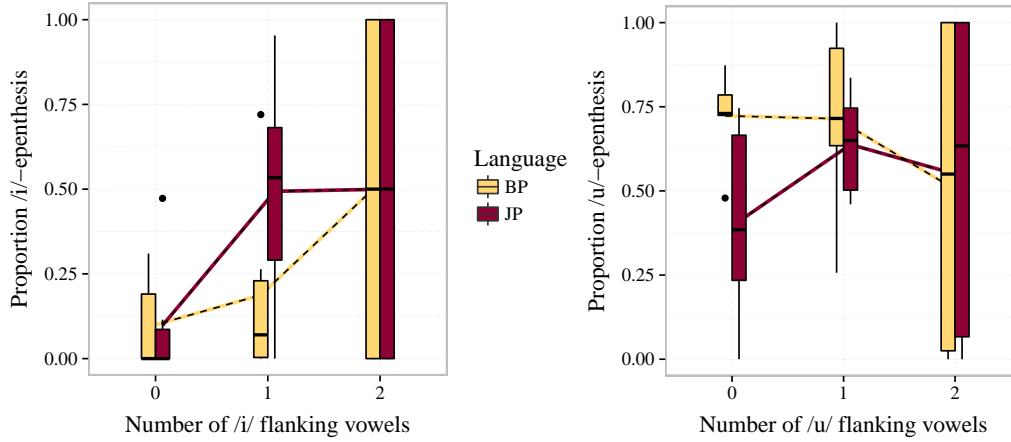 1.00
0.75
0.50
0.25
0.00
Proportion /i/−epenthesis
0 1 2
Number of /i/ flanking vowels
Language
BP
JP
1.00
0.75
0.50
0.25
0.00
Proportion /u/−epenthesis
0 1 2
Number of /u/ flanking vowels